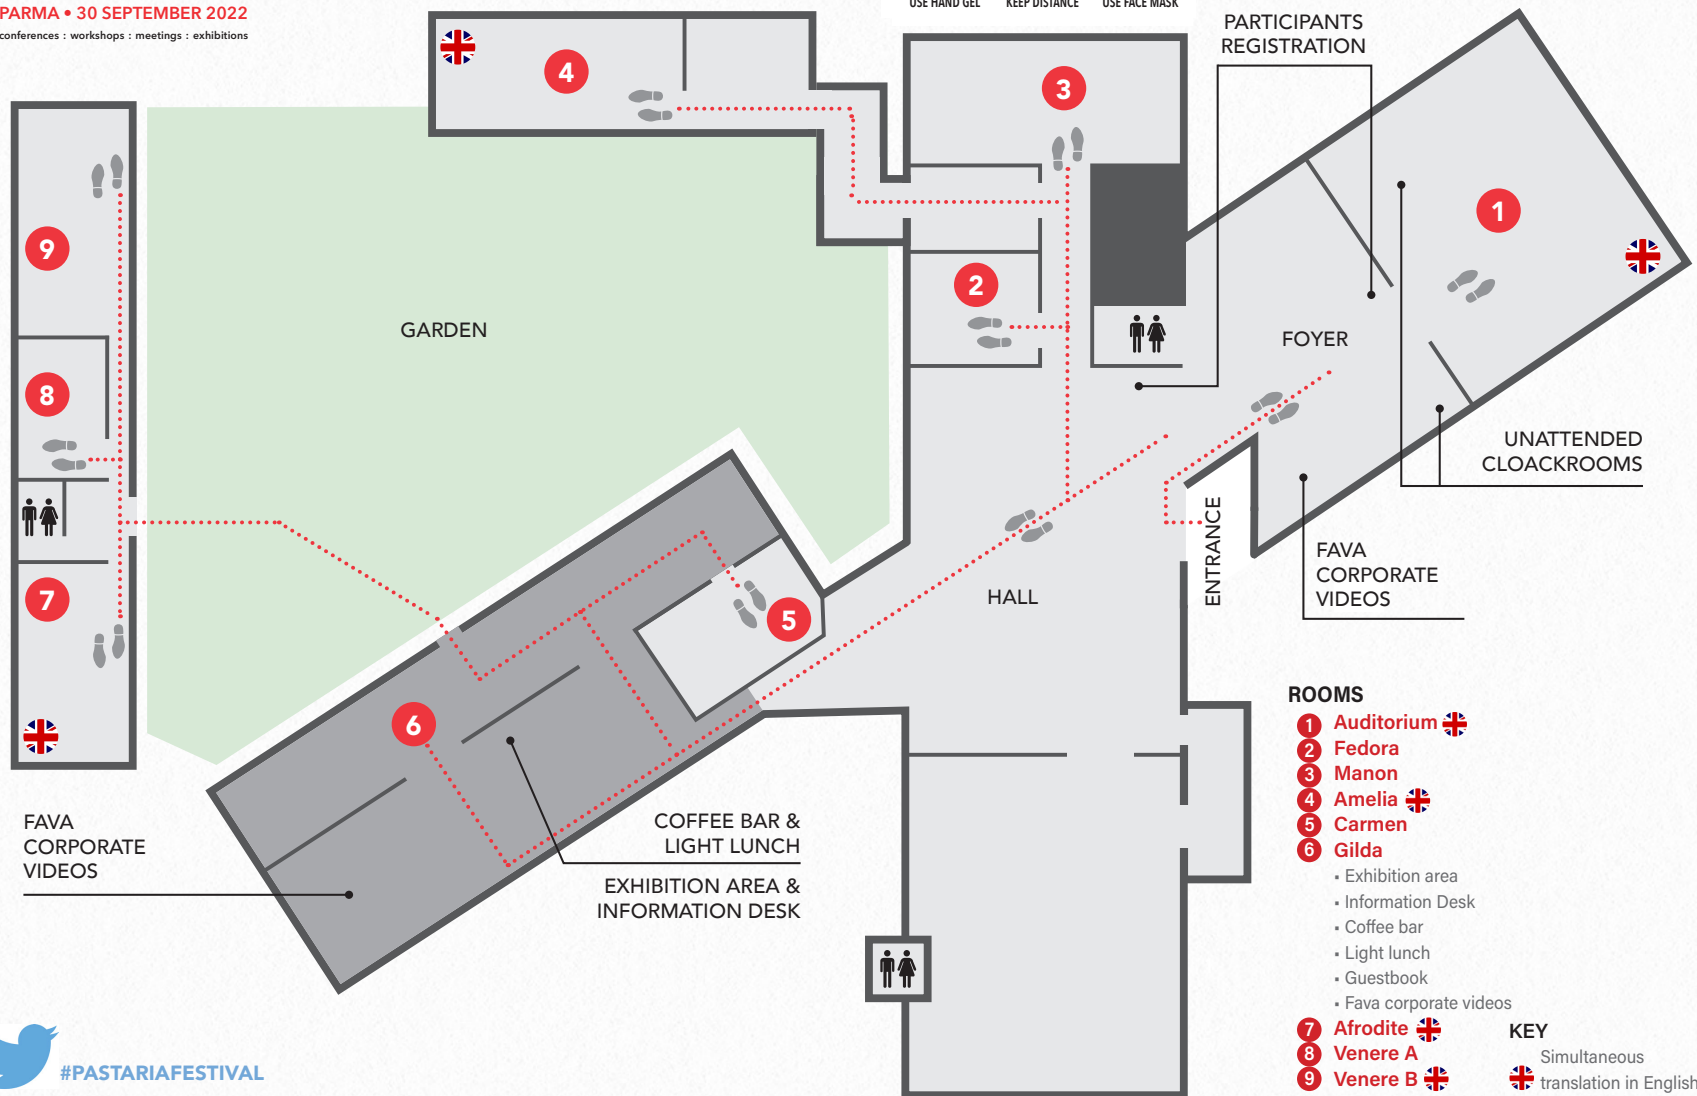 PARMA • 30 SEPTEMBER 2022
conferences : workshops : meetings : exhibitions
USE HAND GEL
KEEP DISTANCE
USE FACE MASK
PARTICIPANTS
REGISTRATION
4
3
1
9
2
GARDEN
FOYER
8
UNATTENDED
CLOACKROOMS
ENTRANCE
FAVA
CORPORATE
VIDEOS
HALL
7
5
6
FAVA
CORPORATE
VIDEOS
COFFEE BAR &
LIGHT LUNCH
EXHIBITION AREA &
INFORMATION DESK
ROOMS
1 Auditorium
2 Fedora
3 Manon
4 Amelia
5 Carmen
6 Gilda
• Exhibition area
• Information Desk
• Coffee bar
• Light lunch
• Guestbook
• Fava corporate videos
7 Afrodite
8 Venere A
9 Venere B
KEY
Simultaneous
translation in English
#PASTARIAFESTIVAL